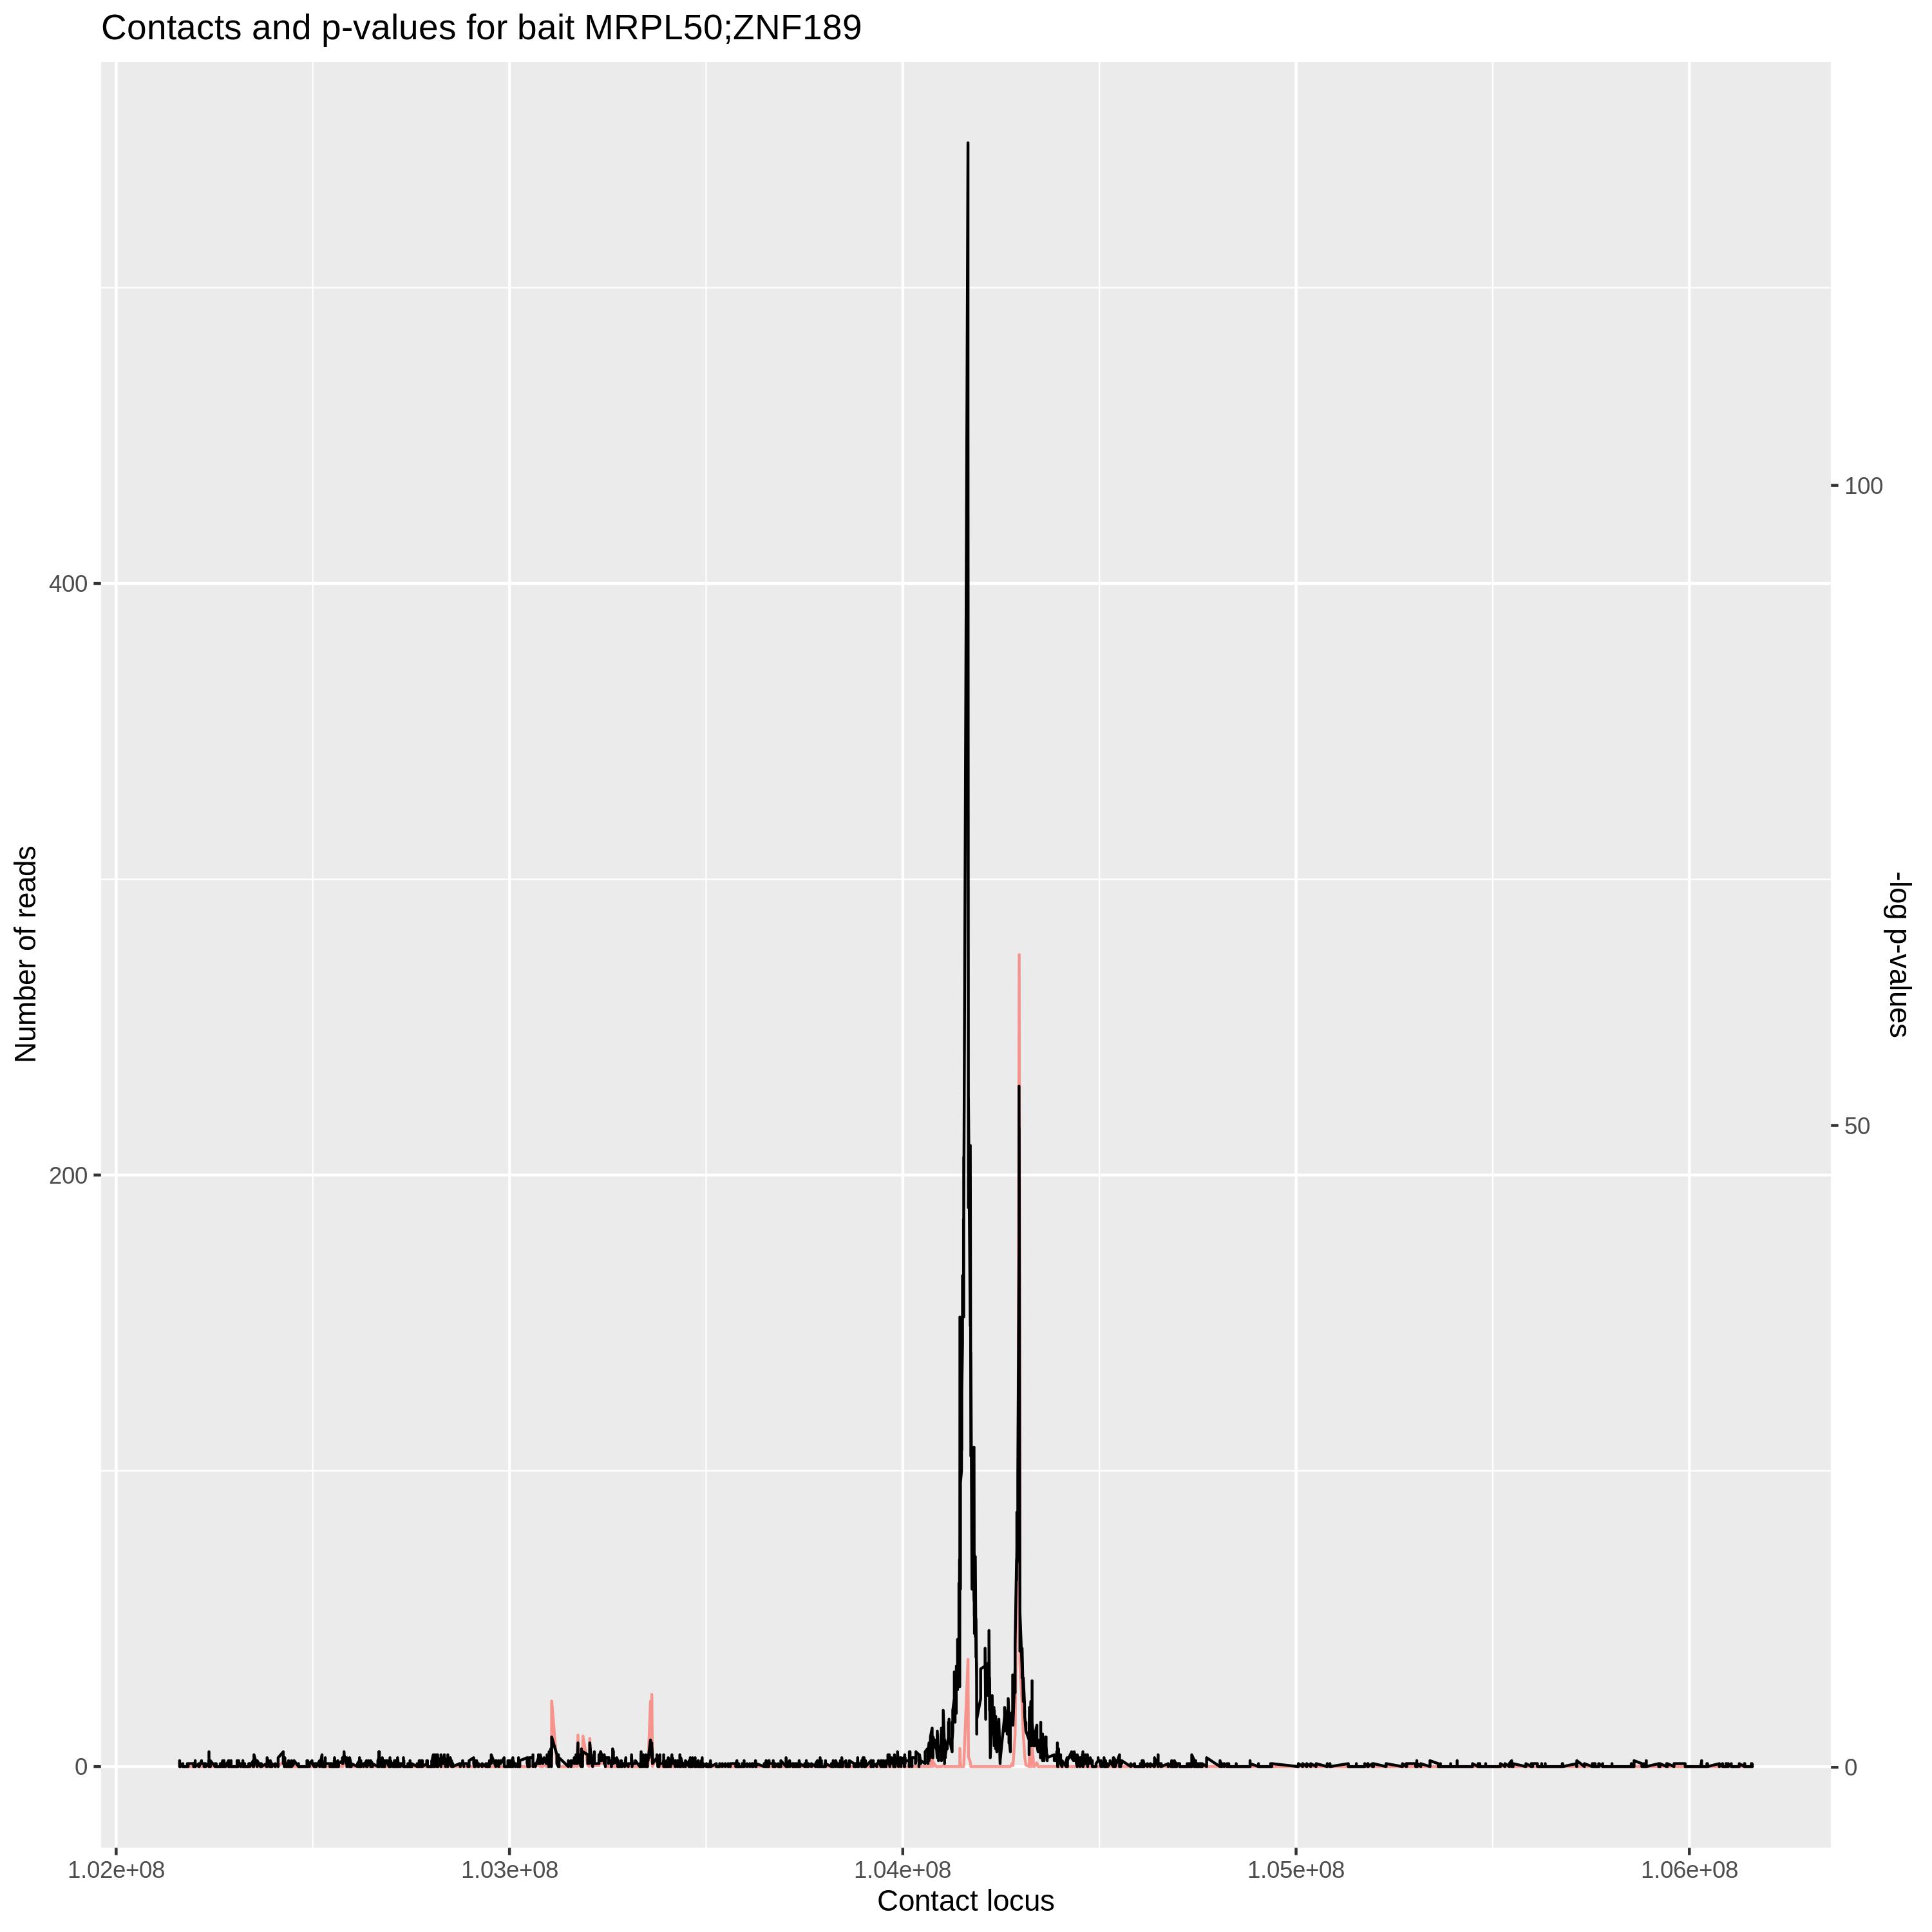 Contacts and p-values for bait MRPL50;ZNF189
100
400
Number of reads
-log p-values
50
200
0
0
1.02e+08
1.03e+08
1.04e+08
1.05e+08
1.06e+08
Contact locus